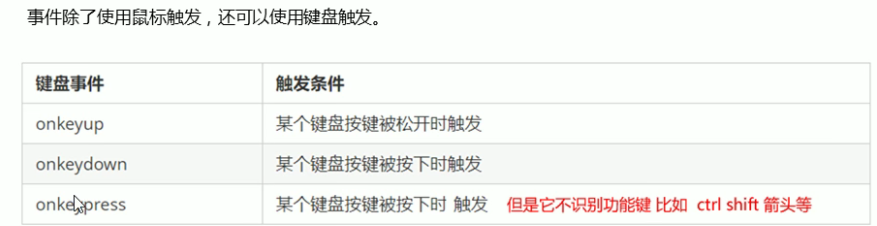 事件除了使用鼠标触发，还可以使用键盘触发。
键盘事件 触发条件
onkeyup 某个键盘按键被松开时触发
onkeydown 某个键盘按键被按下时触发
onkeypress 某个键盘按键被按下时 触发 但是它不识别功能键 比如 ctrl shift 箭头等